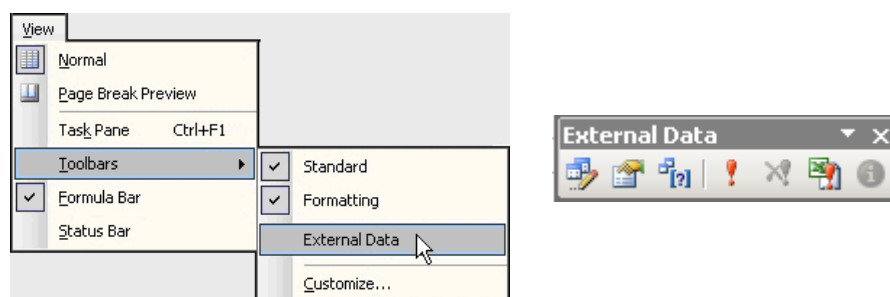 View
Normal
Page Break Preview
Task Pane Ctrl+F1
Toolbars
Formula Bar
Status Bar
Standard
Formatting
External Data
Customize...
External Data